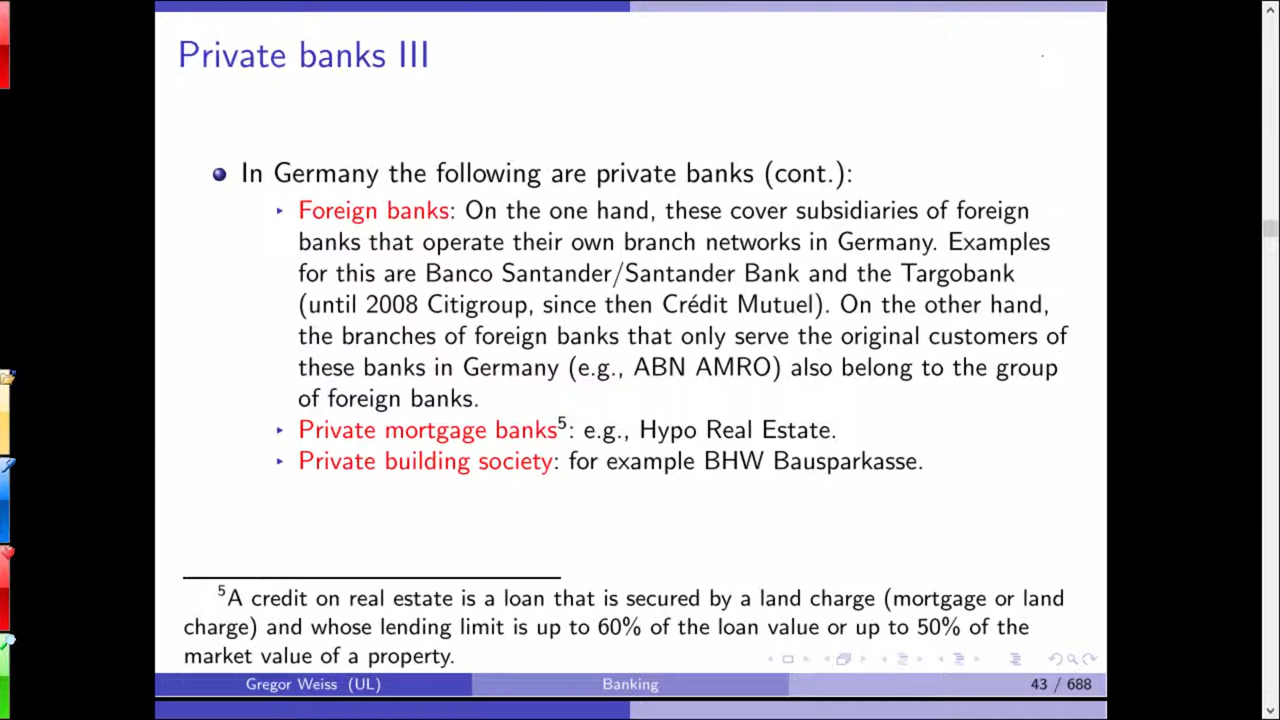 Private banks III
In Germany the following are private banks (cont.):
Foreign banks: On the one hand, these cover subsidiaries of foreign
banks that operate their own branch networks in Germany. Examples
for this are Banco Santander/Santander Bank and the Targobank
(until 2008 Citigroup, since then Crédit Mutuel). On the other hand,
the branches of foreign banks that only serve the original customers of
these banks in Germany (e.g., ABN AMRO) also belong to the group
of foreign banks.
Private mortgage banks⁵: e.g., Hypo Real Estate.
Private building society: for example BHW Bausparkasse.
⁵A credit on real estate is a loan that is secured by a land charge (mortgage or land
charge) and whose lending limit is up to 60% of the loan value or up to 50% of the
market value of a property.
Gregor Weiss (UL) Banking 43 / 688